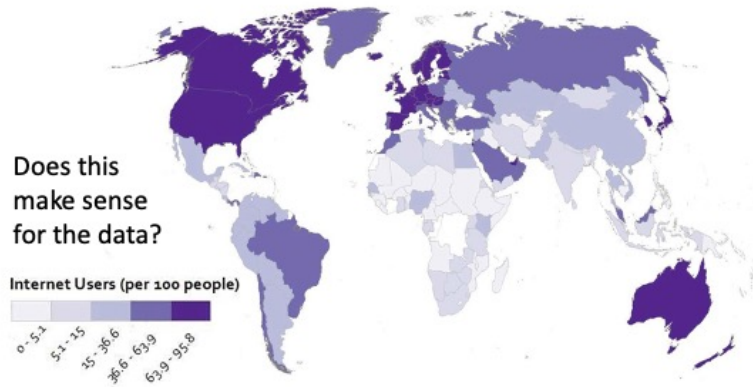 Does this
make sense
for the data?
Internet Users (per 100 people)
0 - 5.1
5.1 - 15
15 - 36.6
36.6 - 63.9
63.9 - 95.8